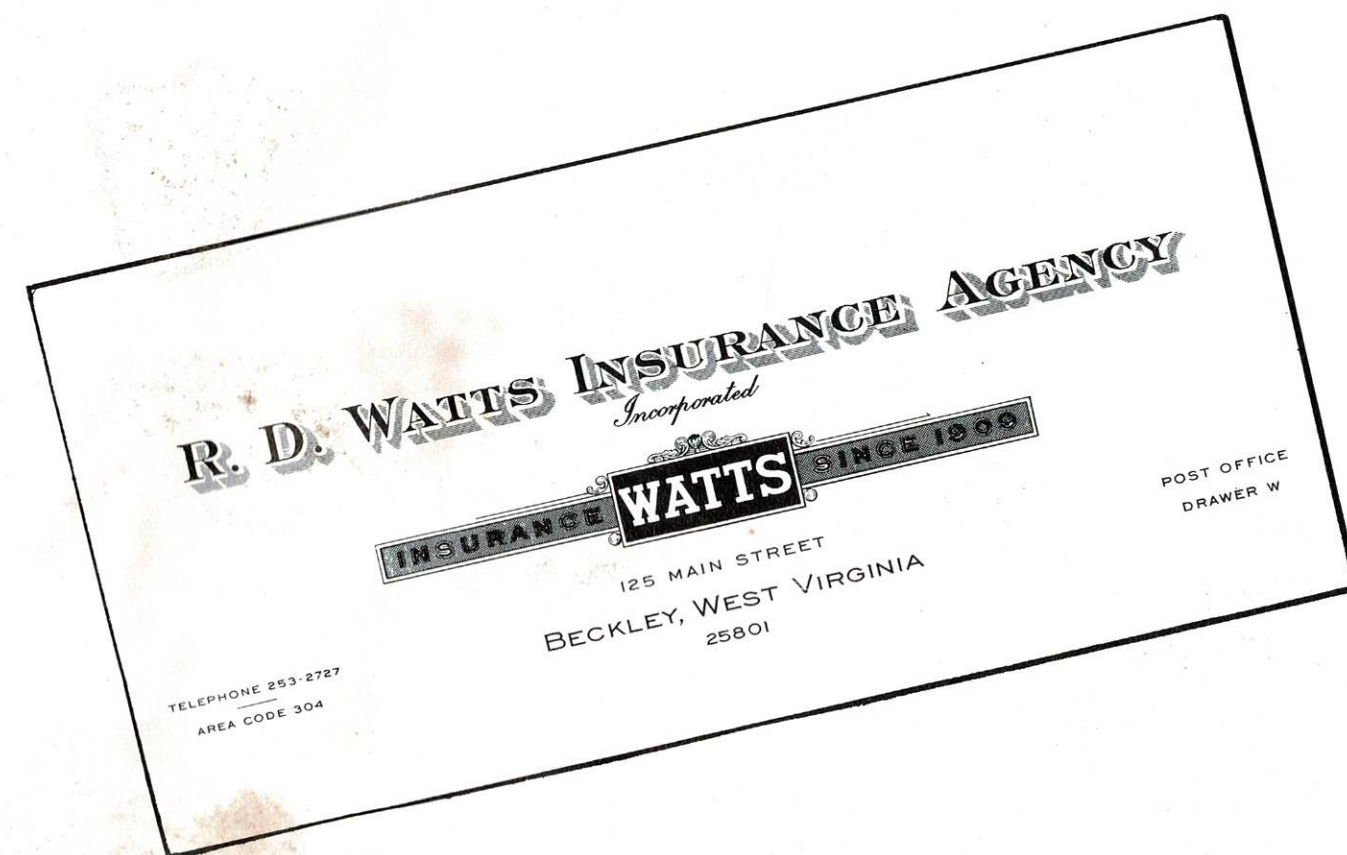 R. D. WATTS INSURANCE AGENCY
Incorporated
INSURANCE WATTS SINCE 1909
125 MAIN STREET
BECKLEY, WEST VIRGINIA
25801
POST OFFICE
DRAWER W
TELEPHONE 253-2727
AREA CODE 304